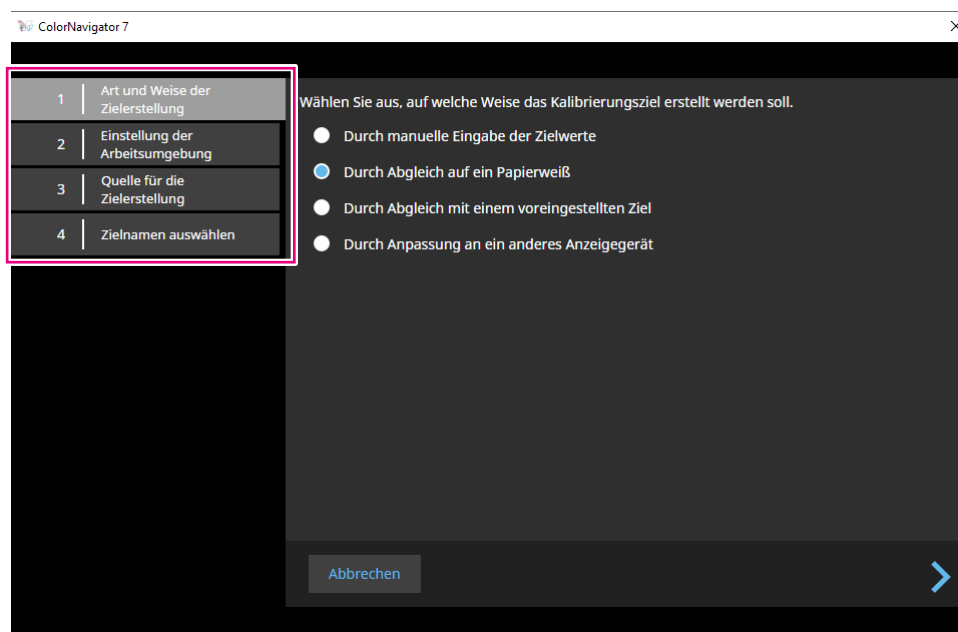 ColorNavigator 7
1
Art und Weise der
Zielerstellung
2
Einstellung der
Arbeitsumgebung
3
Quelle für die
Zielerstellung
4
Zielnamen auswählen
Wählen Sie aus, auf welche Weise das Kalibrierungsziel erstellt werden soll.
Durch manuelle Eingabe der Zielwerte
Durch Abgleich auf ein Papierweiß
Durch Abgleich mit einem voreingestellten Ziel
Durch Anpassung an ein anderes Anzeigegerät
Abbrechen